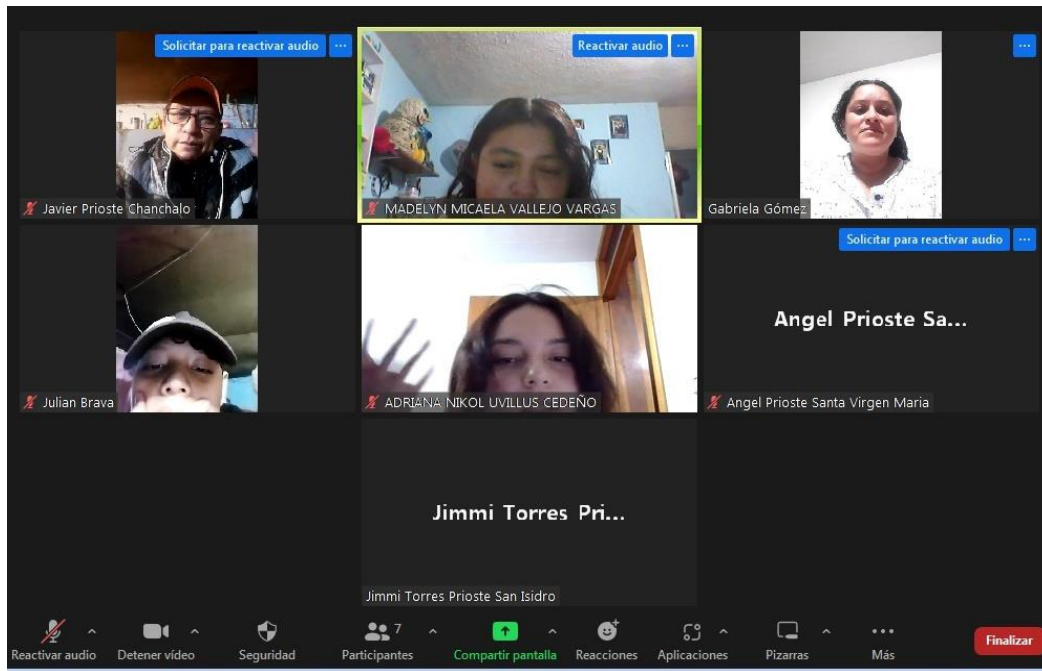 Solicitar para reactivar audio ...
Reactivar audio ...
...
Javier Prioste Chanchalo
MADELYN MICAELA VALLEJO VARGAS
Gabriela Gómez
Solicitar para reactivar audio ...
Angel Prioste Sa...
Julian Brava
ADRIANA NIKOL UVILLUS CEDEÑO
Angel Prioste Santa Virgen Maria
Jimmi Torres Pri...
Jimmi Torres Prioste San Isidro
7
Reactivar audio Detener vídeo Seguridad Participantes Compartir pantalla Reacciones Aplicaciones Pizarras Más Finalizar